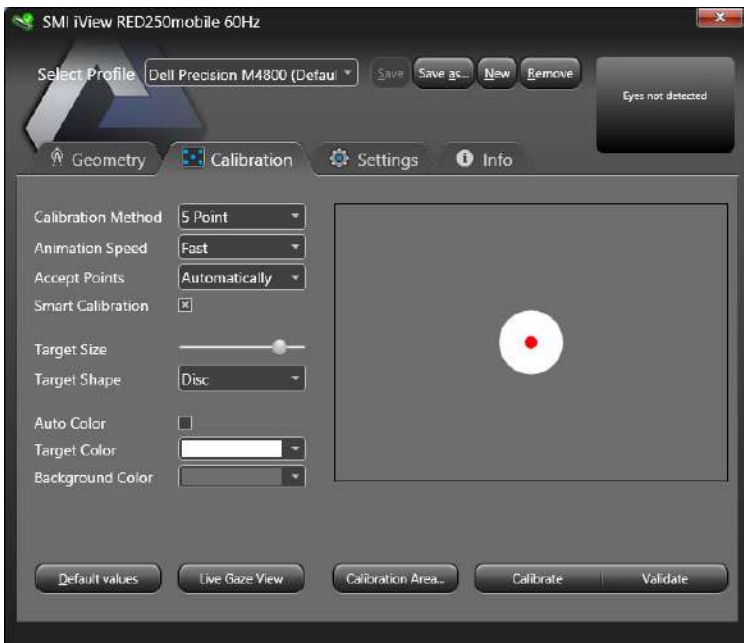 SMI iView RED250mobile 60Hz
Select Profile Dell Precision M4800 (Defaul Save Save as... New Remove
Eyes not detected
Geometry Calibration Settings Info
Calibration Method 5 Point
Animation Speed Fast
Accept Points Automatically
Smart Calibration
Target Size
Target Shape Disc
Auto Color
Target Color
Background Color
Default values Live Gaze View Calibration Area... Calibrate Validate